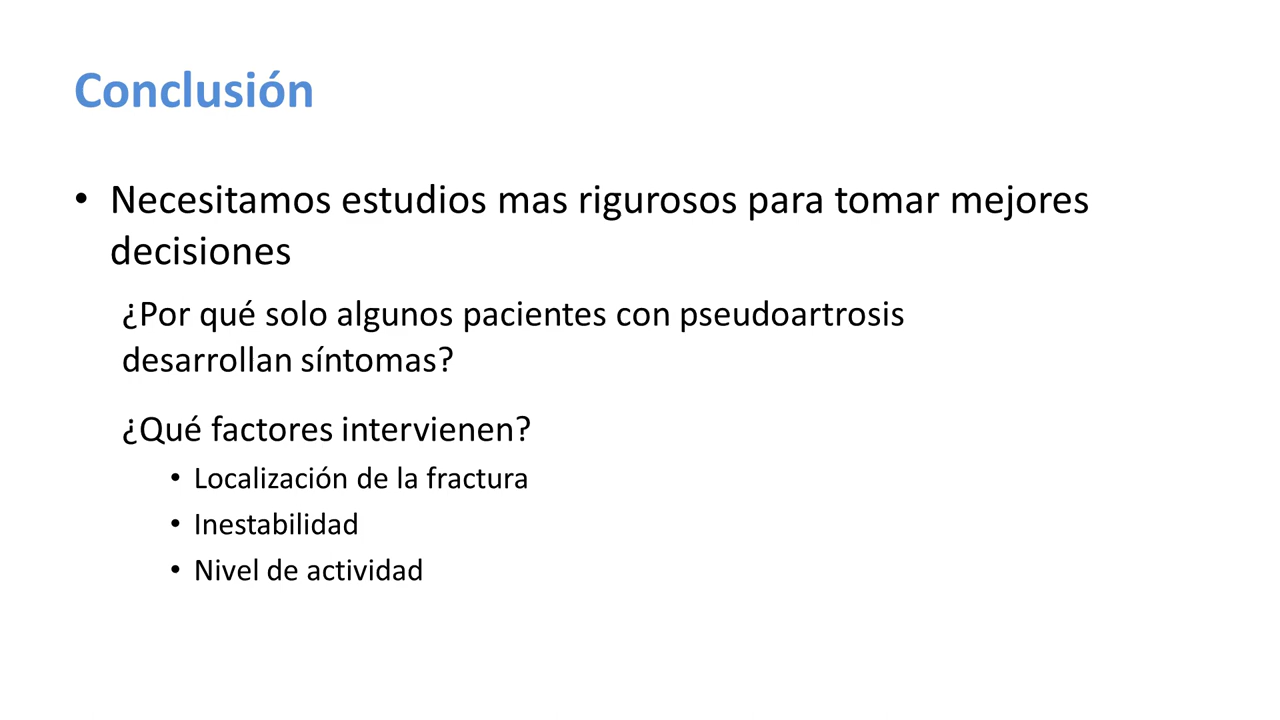 Conclusión
• Necesitamos estudios mas rigurosos para tomar mejores
decisiones
¿Por qué solo algunos pacientes con pseudoartrosis
desarrollan síntomas?
¿Qué factores intervienen?
• Localización de la fractura
• Inestabilidad
• Nivel de actividad